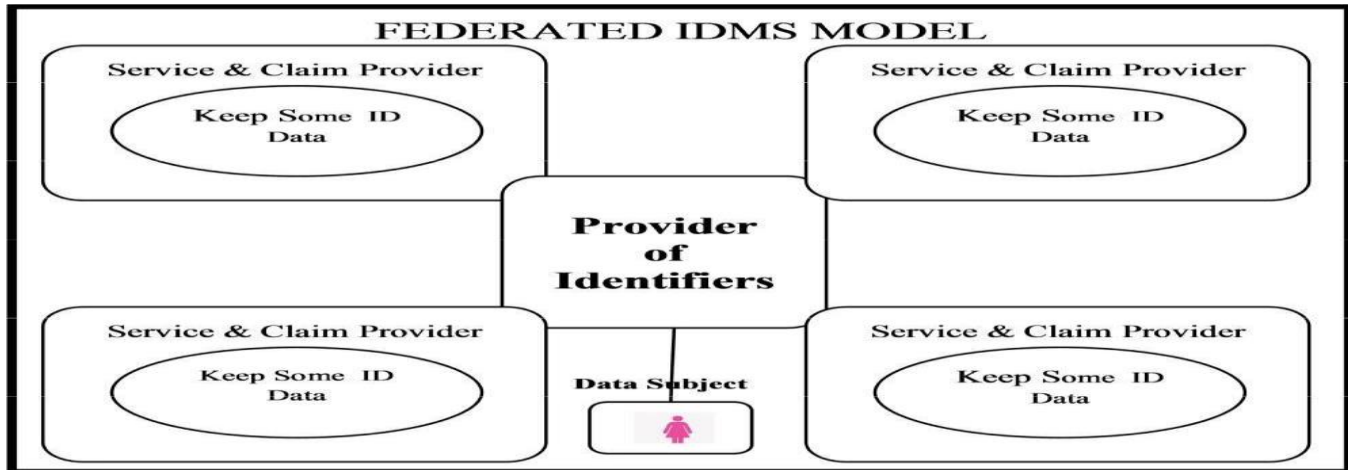 FEDERATED IDMS MODEL
Service & Claim Provider
Keep Some ID
Data
Service & Claim Provider
Keep Some ID
Data
Provider
of
Identifiers
Service & Claim Provider
Keep Some ID
Data
Data Subject
Service & Claim Provider
Keep Some ID
Data